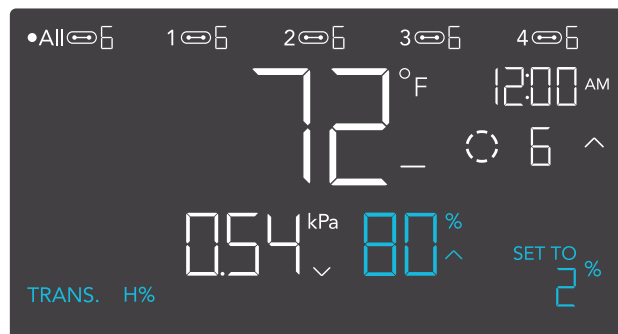 •All 6 1 6 2 6 3 6 4 6
72 °F 12:00 AM
6
0.54 kPa 80 %
SET TO
2 %
TRANS. H%